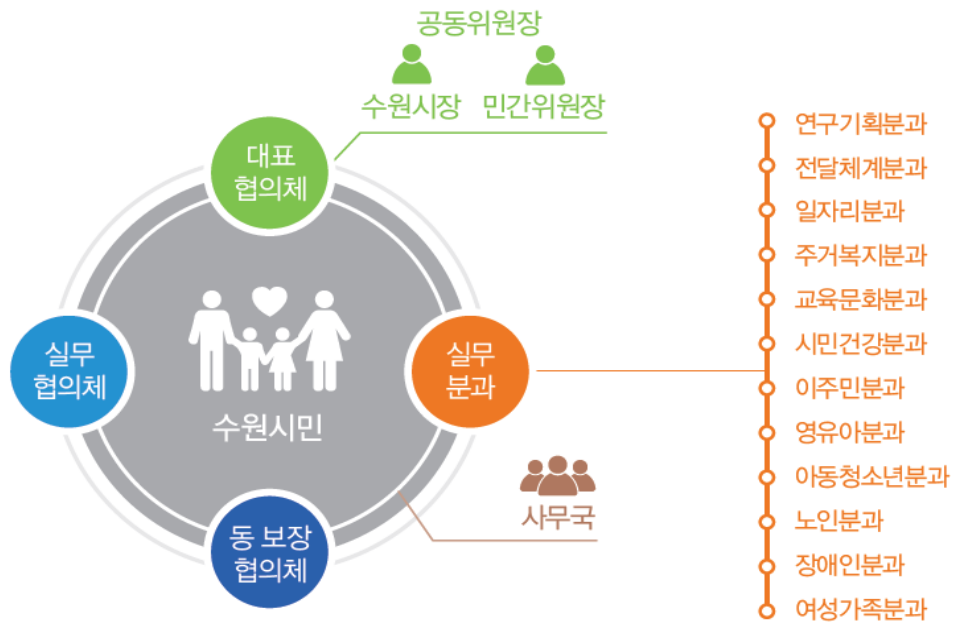 공동위원장
수원시장 민간위원장
대표
협의체
실무
협의체
수원시민
실무
분과
동 보장
협의체
사무국
연구기획분과
전달체계분과
일자리분과
주거복지분과
교육문화분과
시민건강분과
이주민분과
영유아분과
아동청소년분과
노인분과
장애인분과
여성가족분과